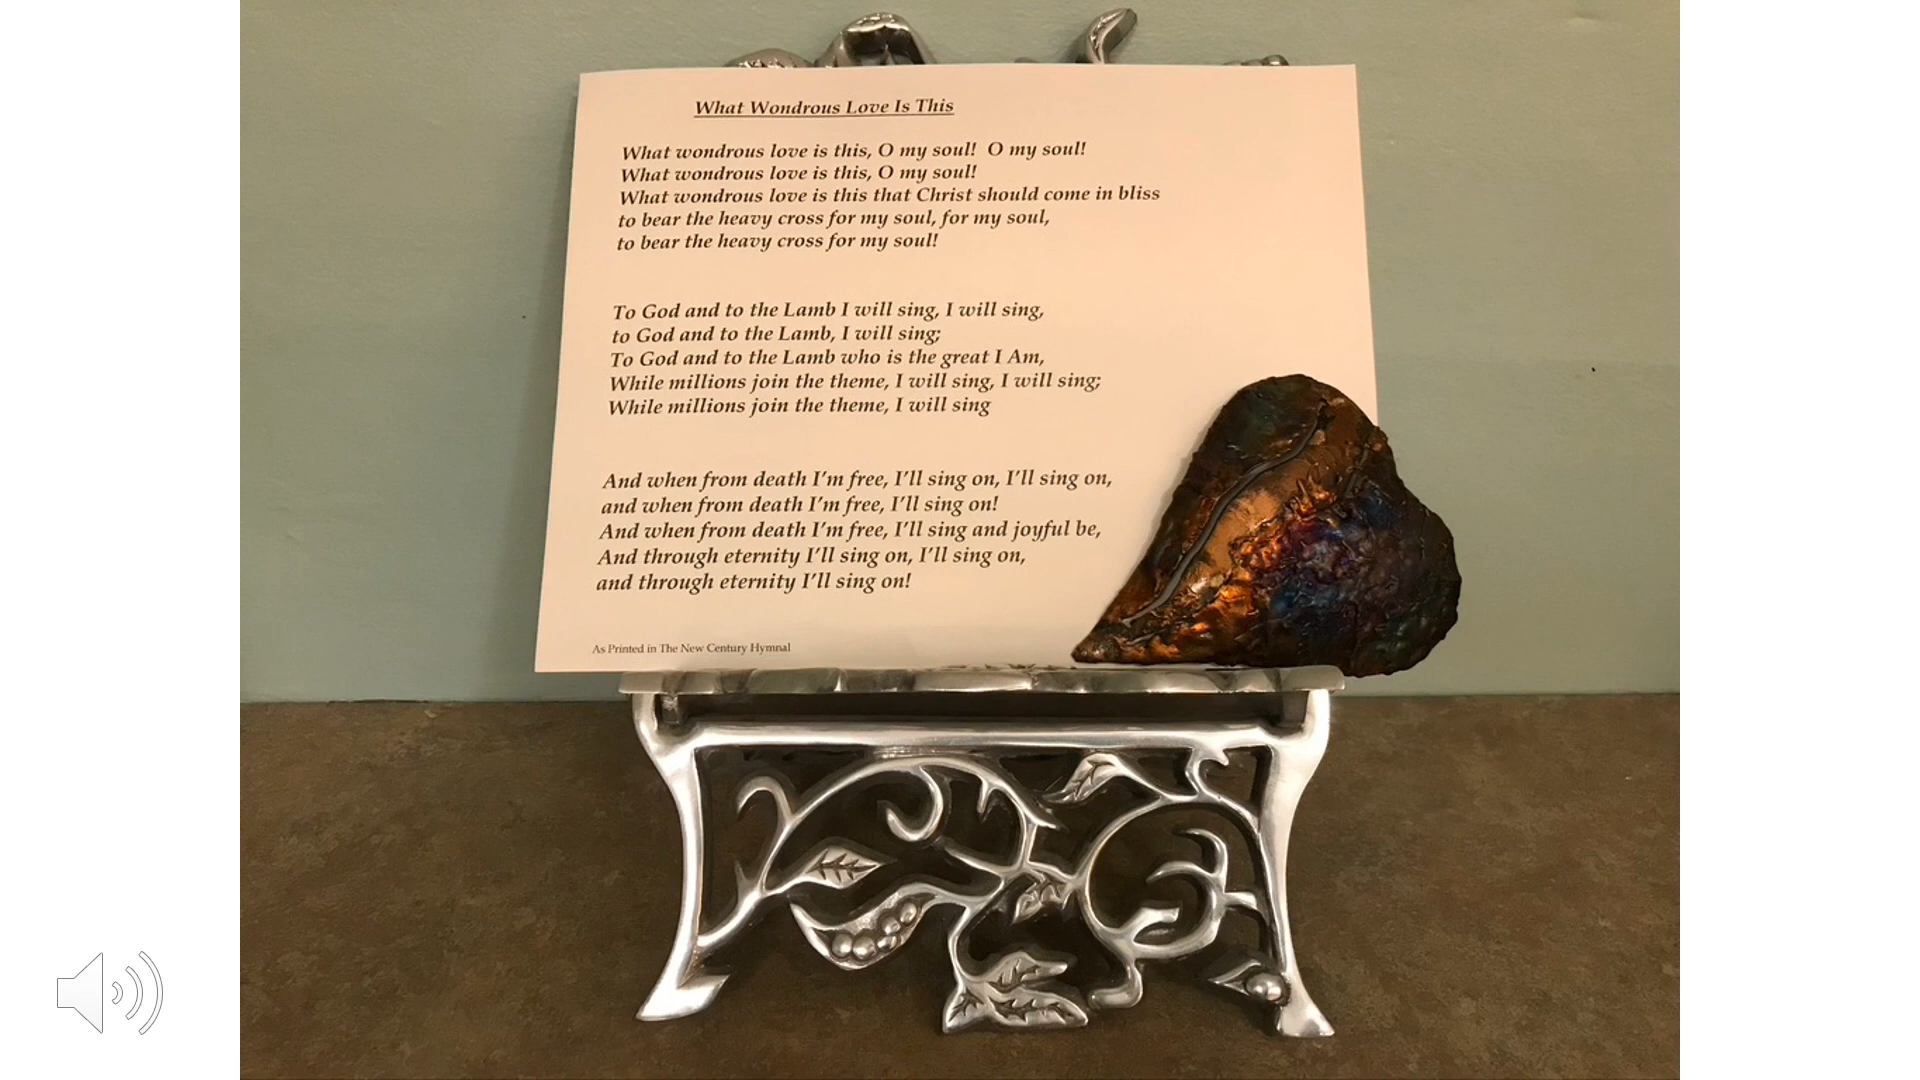 What Wondrous Love Is This
What wondrous love is this, O my soul!  O my soul!
What wondrous love is this, O my soul!
What wondrous love is this that Christ should come in bliss
to bear the heavy cross for my soul, for my soul,
to bear the heavy cross for my soul!
To God and to the Lamb I will sing, I will sing,
to God and to the Lamb, I will sing;
To God and to the Lamb who is the great I Am,
While millions join the theme, I will sing, I will sing;
While millions join the theme, I will sing
And when from death I'm free, I'll sing on, I'll sing on,
and when from death I'm free, I'll sing on!
And when from death I'm free, I'll sing and joyful be,
And through eternity I'll sing on, I'll sing on,
and through eternity I'll sing on!
As Printed in The New Century Hymnal